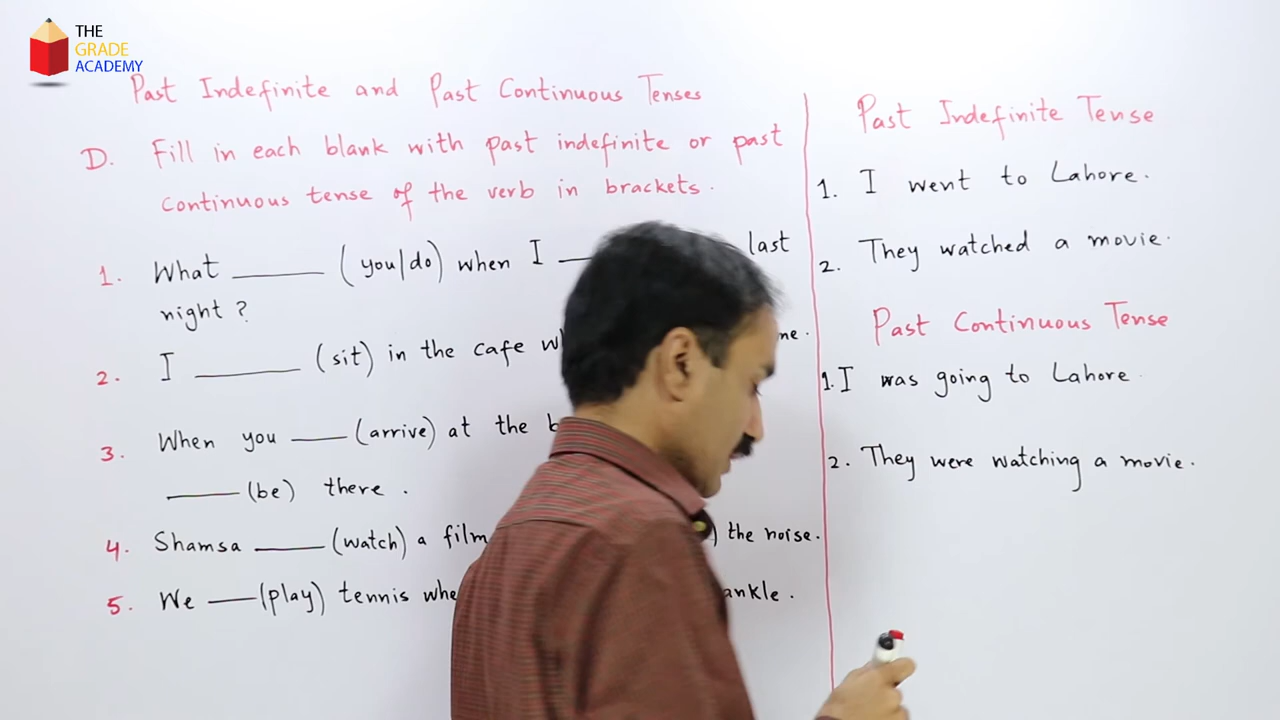 THE
GRADE
ACADEMY
Past Indefinite and Past Continuous Tenses
D. Fill in each blank with past indefinite or past
continuous tense of the verb in brackets.
1. What ______ (you/do) when I ___ last
night ?
2. I ______ (sit) in the cafe
3. When you ____ (arrive) at the
____ (be) there .
4. Shamsa ____ (watch) a film the noise.
5. We ___ (play) tennis ankle .
Past Indefinite Tense
1. I went to Lahore.
2. They watched a movie.
Past Continuous Tense
1. I was going to Lahore.
2. They were watching a movie.